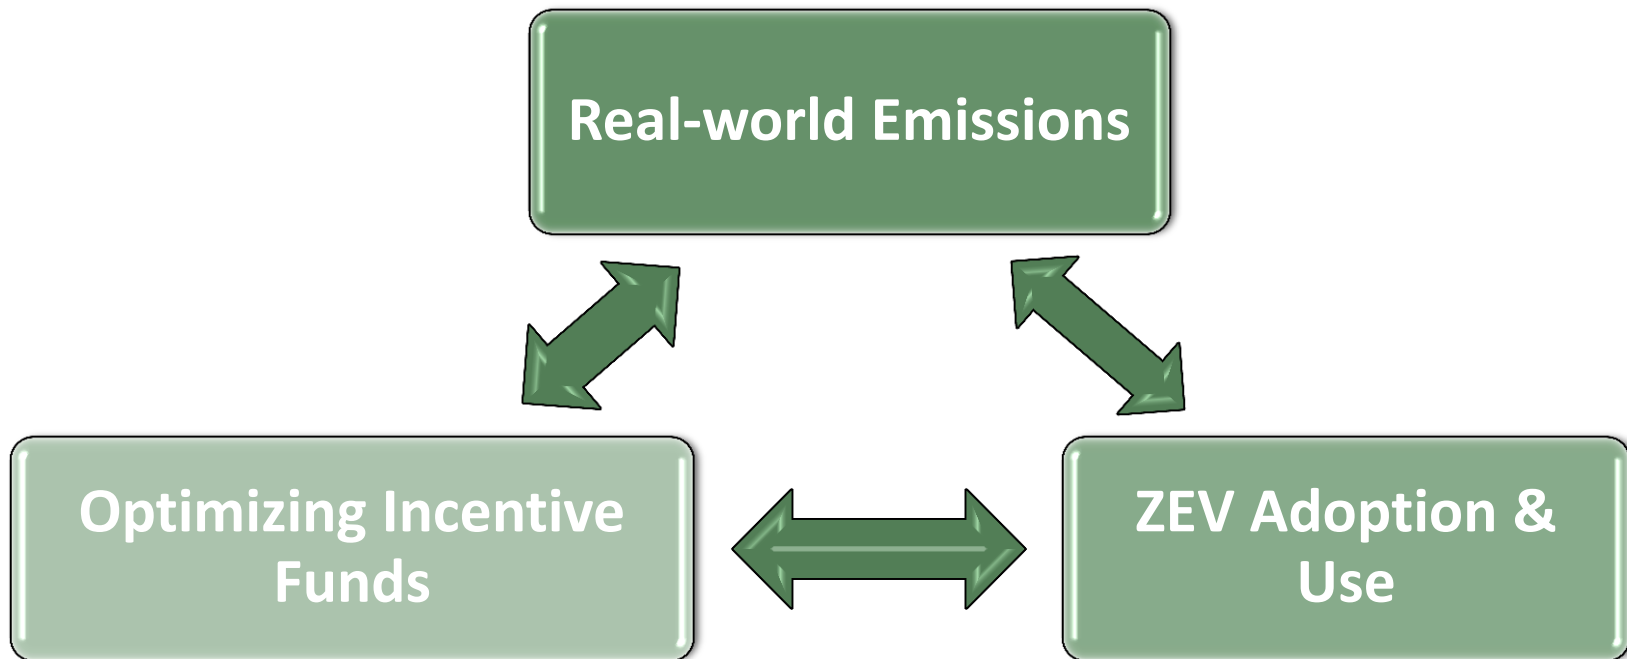 Real-world Emissions
Optimizing Incentive
Funds
ZEV Adoption &
Use